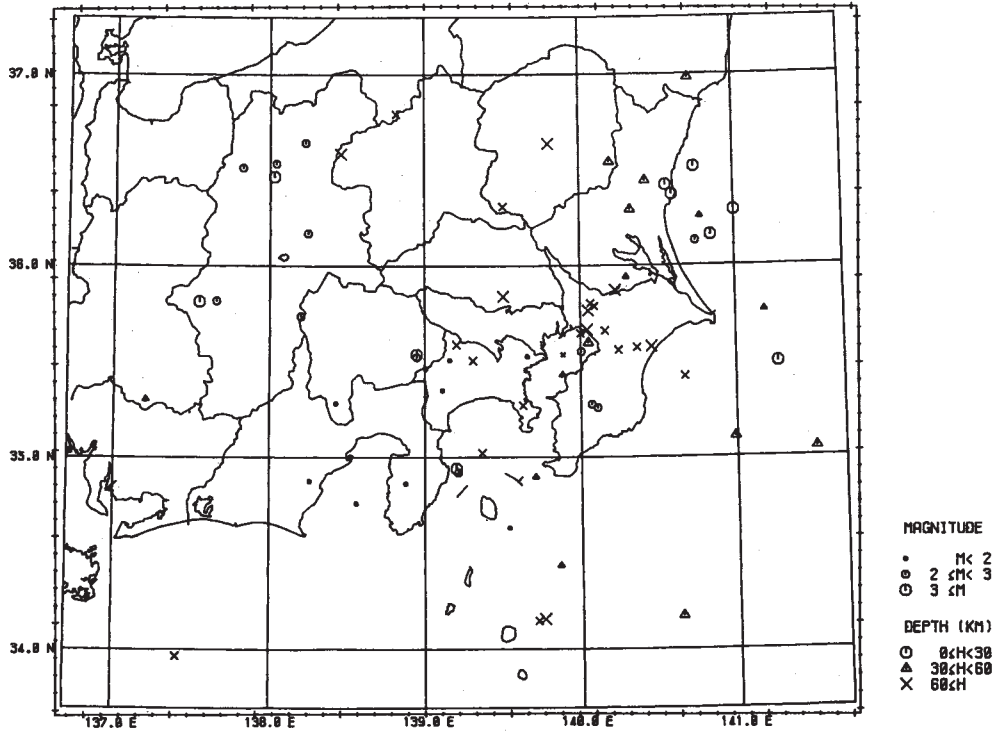 37.0 N
36.0 N
35.0 N
34.0 N
137.0 E
138.0 E
139.0 E
140.0 E
141.0 E
MAGNITUDE
M< 2
2 ≤M< 3
3 ≤M
DEPTH (KM)
0≤H<30
30≤H<60
60≤H